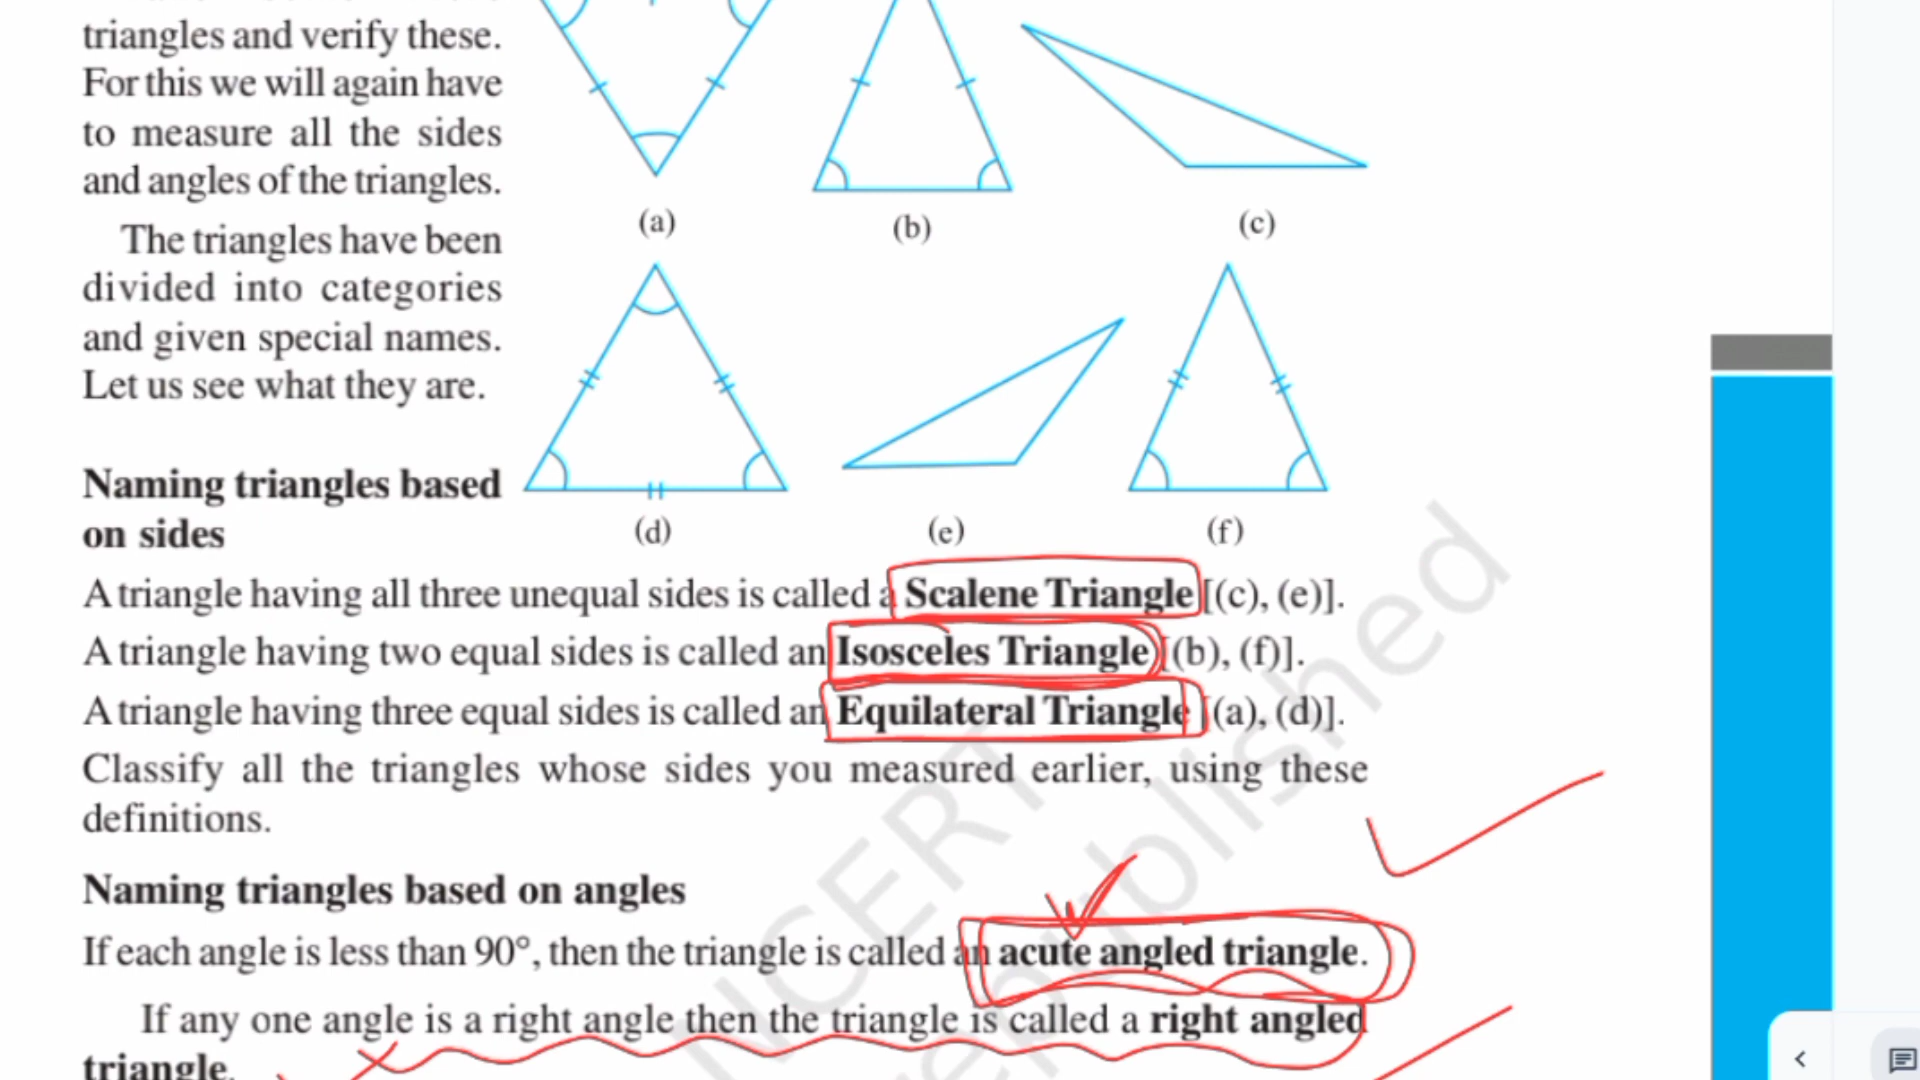 triangles and verify these.
For this we will again have
to measure all the sides
and angles of the triangles.
(a)
(b)
(c)
The triangles have been
divided into categories
and given special names.
Let us see what they are.
Naming triangles based
on sides
(d)
(e)
(f)
A triangle having all three unequal sides is called a Scalene Triangle [(c), (e)].
A triangle having two equal sides is called an Isosceles Triangle [(b), (f)].
A triangle having three equal sides is called an Equilateral Triangle [(a), (d)].
Classify all the triangles whose sides you measured earlier, using these
definitions.
Naming triangles based on angles
If each angle is less than 90°, then the triangle is called an acute angled triangle.
If any one angle is a right angle then the triangle is called a right angled
triangle.
NCERT
republished